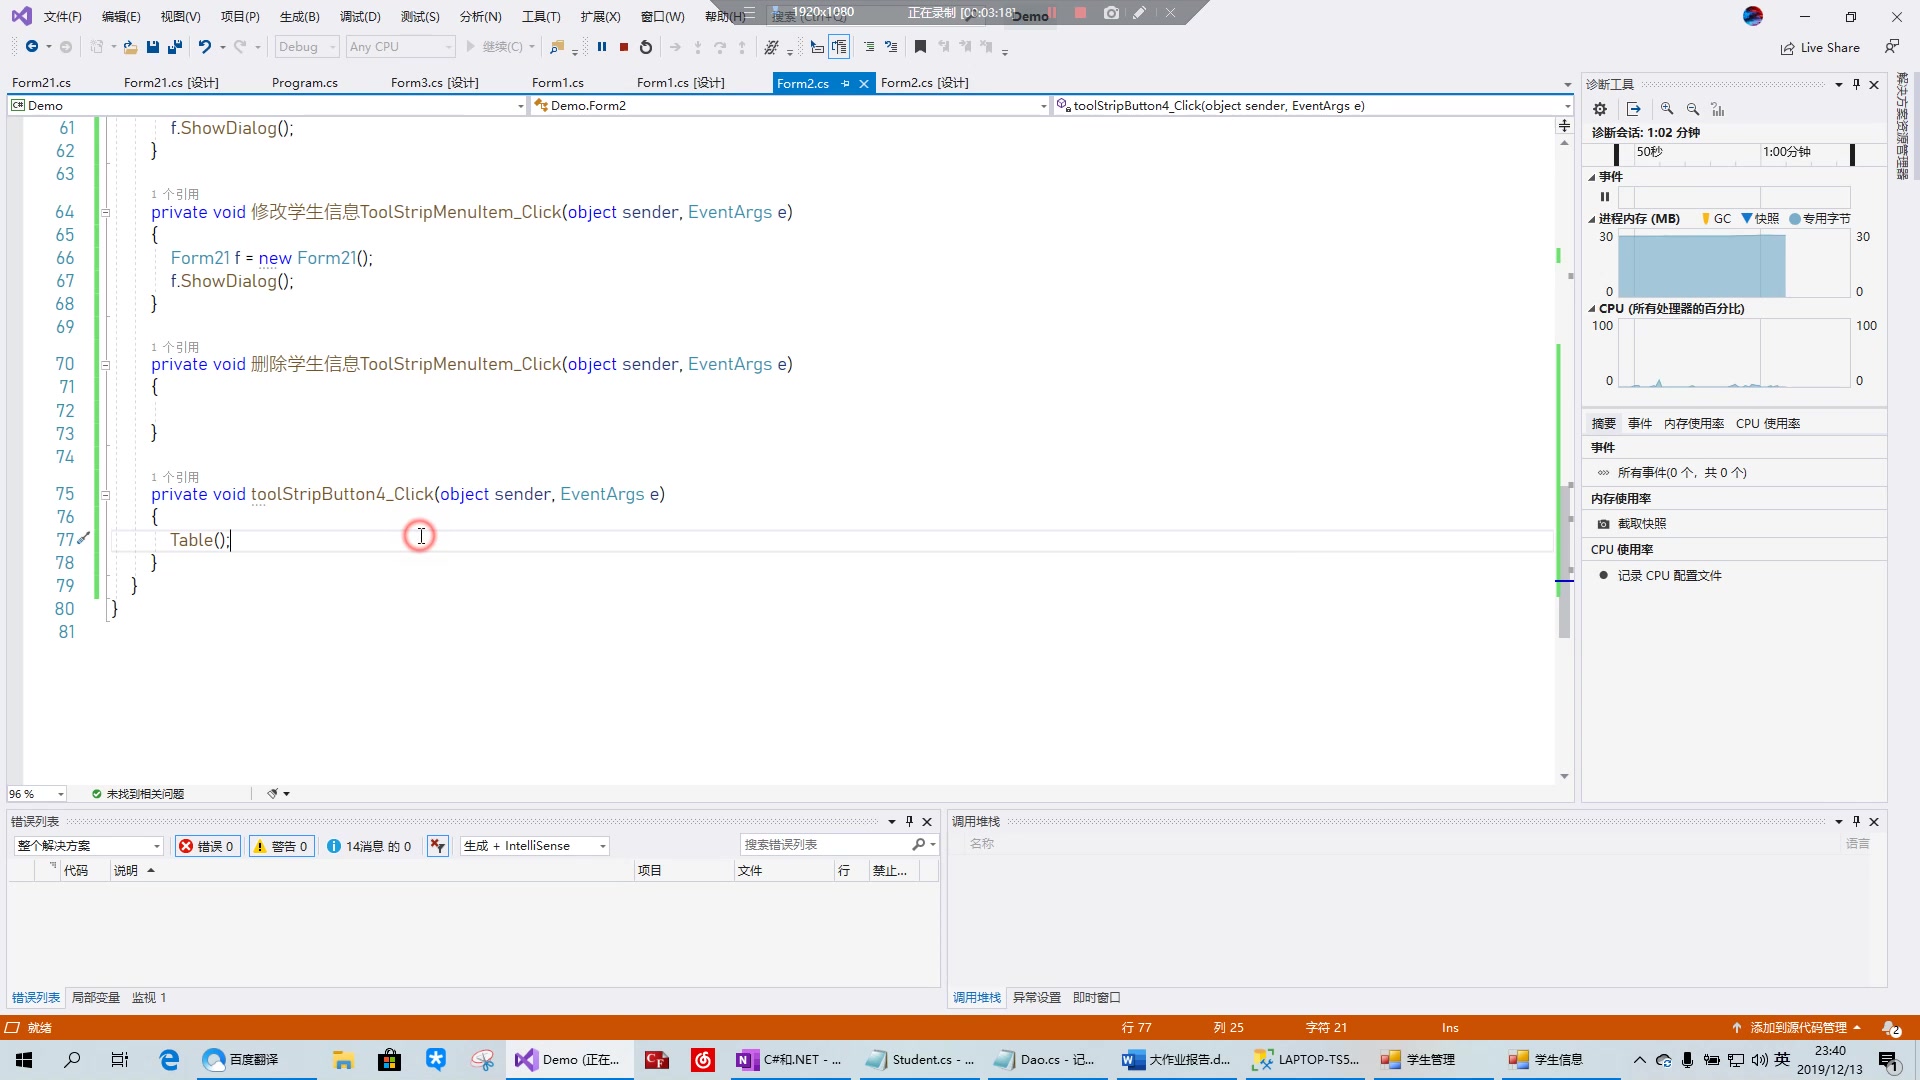 文件(F) 编辑(E) 视图(V) 项目(P) 生成(B) 调试(D) 测试(S) 分析(N) 工具(T) 扩展(X) 窗口(W) 帮助(H) 1920x1080 正在录制 [00:03:18] Demo
Debug Any CPU 继续(C) Live Share
Form21.cs Form21.cs [设计] Program.cs Form3.cs [设计] Form1.cs Form1.cs [设计] Form2.cs Form2.cs [设计]
Demo Demo.Form2 toolStripButton4_Click(object sender, EventArgs e)
61 f.ShowDialog();
62 }
63
1 个引用
64 private void 修改学生信息ToolStripMenuItem_Click(object sender, EventArgs e)
65 {
66 Form21 f = new Form21();
67 f.ShowDialog();
68 }
69
1 个引用
70 private void 删除学生信息ToolStripMenuItem_Click(object sender, EventArgs e)
71 {
72
73 }
74
1 个引用
75 private void toolStripButton4_Click(object sender, EventArgs e)
76 {
77 Table();
78 }
79 }
80 }
81
96 % 未找到相关问题
诊断工具
诊断会话: 1:02 分钟
50秒 1:00分钟
事件
进程内存 (MB) GC 快照 专用字节
30 30
0 0
CPU (所有处理器的百分比)
100 100
0 0
摘要 事件 内存使用率 CPU 使用率
事件
所有事件(0 个，共 0 个)
内存使用率
截取快照
CPU 使用率
记录 CPU 配置文件
解决方案资源管理器
错误列表
整个解决方案 错误 0 警告 0 14消息 的 0 生成 + IntelliSense 搜索错误列表
代码 说明 项目 文件 行 禁止...
错误列表 局部变量 监视 1
调用堆栈
名称 语言
调用堆栈 异常设置 即时窗口
就绪 行 77 列 25 字符 21 Ins 添加到源代码管理 2
百度翻译 Demo (正在... C#和.NET - ... Student.cs - ... Dao.cs - 记... 大作业报告.d... LAPTOP-TS5... 学生管理 学生信息 英 23:40
2019/12/13 1